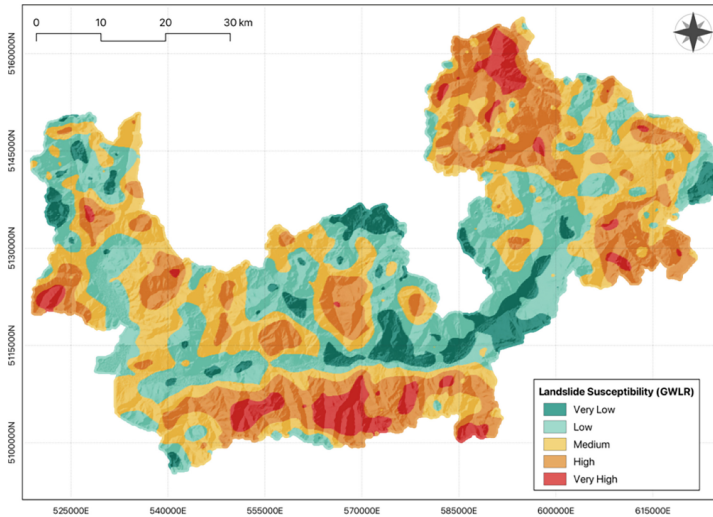 0 10 20 30 km
5160000N
5145000N
5130000N
5115000N
5100000N
Landslide Susceptibility (GWLR)
Very Low
Low
Medium
High
Very High
525000E 540000E 555000E 570000E 585000E 600000E 615000E